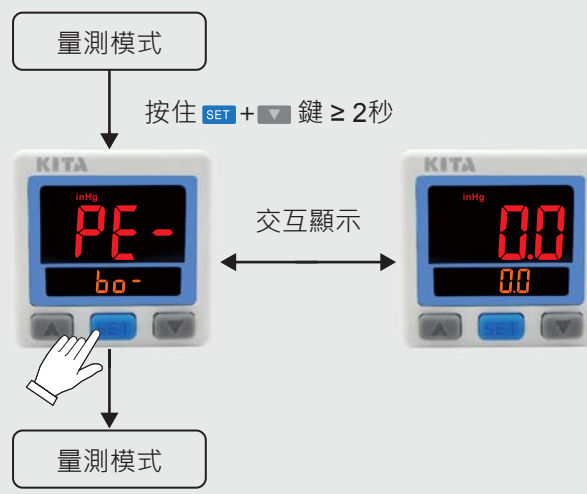 量測模式
按住 SET + ▼ 鍵 ≥ 2秒
KITA
inHg
PE-
bo-
SET
交互顯示
KITA
inHg
0.0
0.0
SET
量測模式